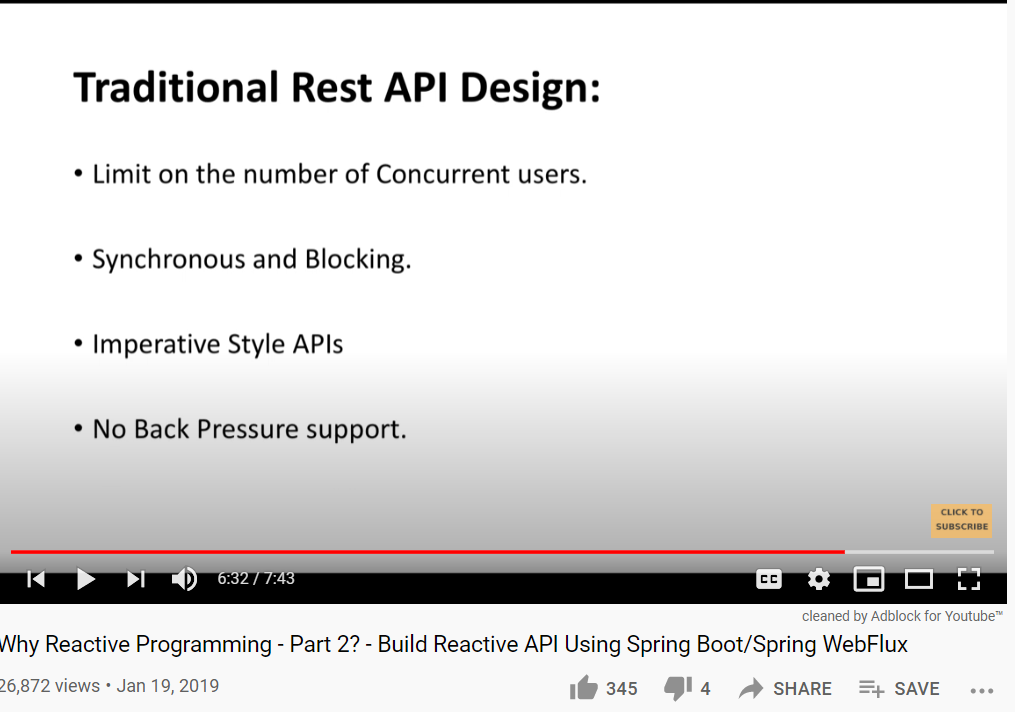 Traditional Rest API Design:
• Limit on the number of Concurrent users.
• Synchronous and Blocking.
• Imperative Style APIs
• No Back Pressure support.
CLICK TO
SUBSCRIBE
6:32 / 7:43
CC
cleaned by Adblock for Youtube™
Why Reactive Programming - Part 2? - Build Reactive API Using Spring Boot/Spring WebFlux
26,872 views • Jan 19, 2019
345 4 SHARE SAVE